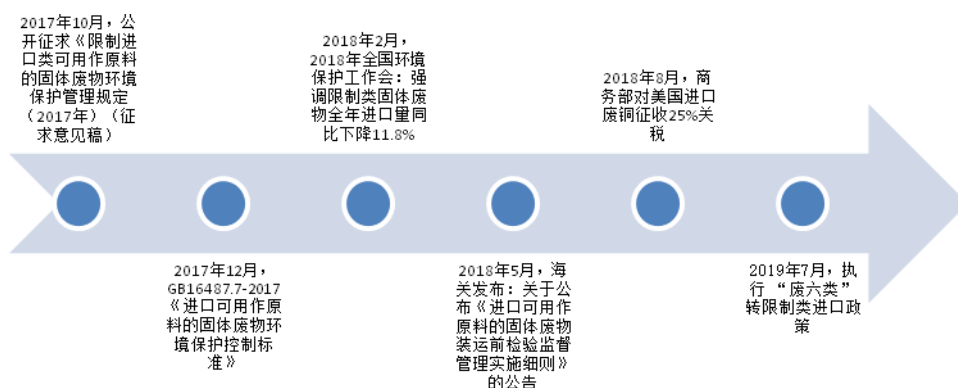 2017年10月，公
开征求《限制进
口类可用作原料
的固体废物环境
保护管理规定
（2017年）（征
求意见稿）
2017年12月，
GB16487.7-2017
《进口可用作原
料的固体废物环
境保护控制标
准》
2018年2月，
2018年全国环境
保护工作会：强
调限制类固体废
物全年进口量同
比下降11.8%
2018年5月，海
关发布：关于公
布《进口可用作
原料的固体废物
装运前检验监督
管理实施细则》
的公告
2018年8月，商
务部对美国进口
废铜征收25%关
税
2019年7月，执
行 “废六类”
转限制类进口政
策